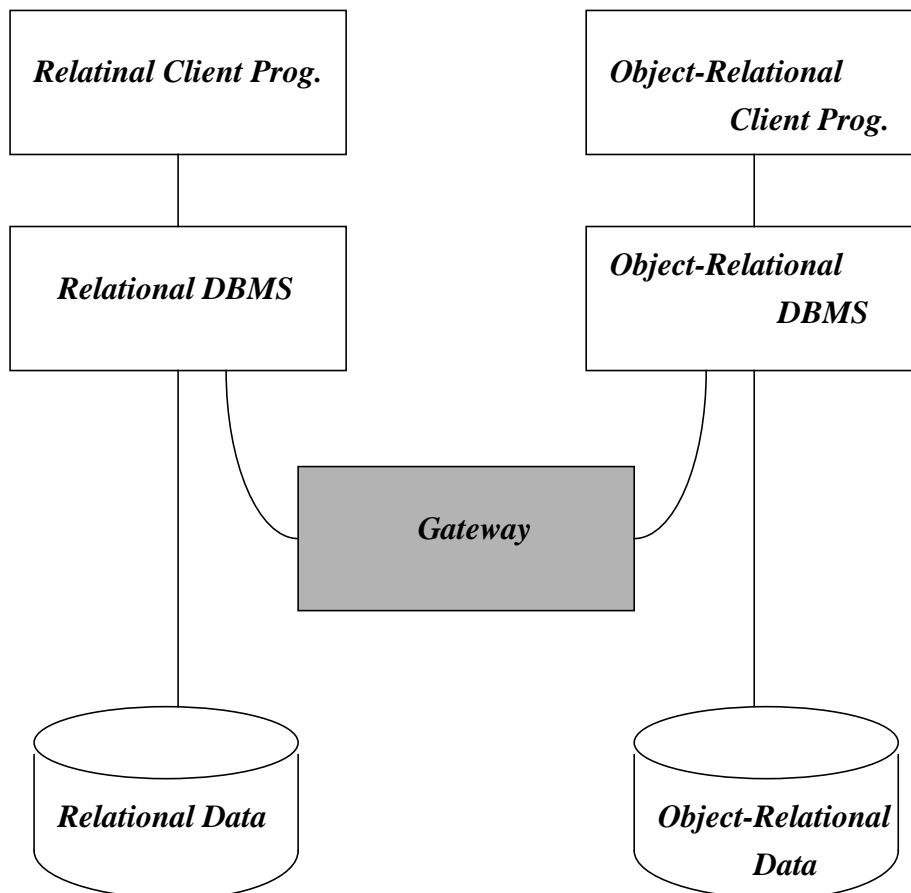 Relatinal Client Prog.
Object-Relational
Client Prog.
Relational DBMS
Object-Relational
DBMS
Gateway
Relational Data
Object-Relational
Data